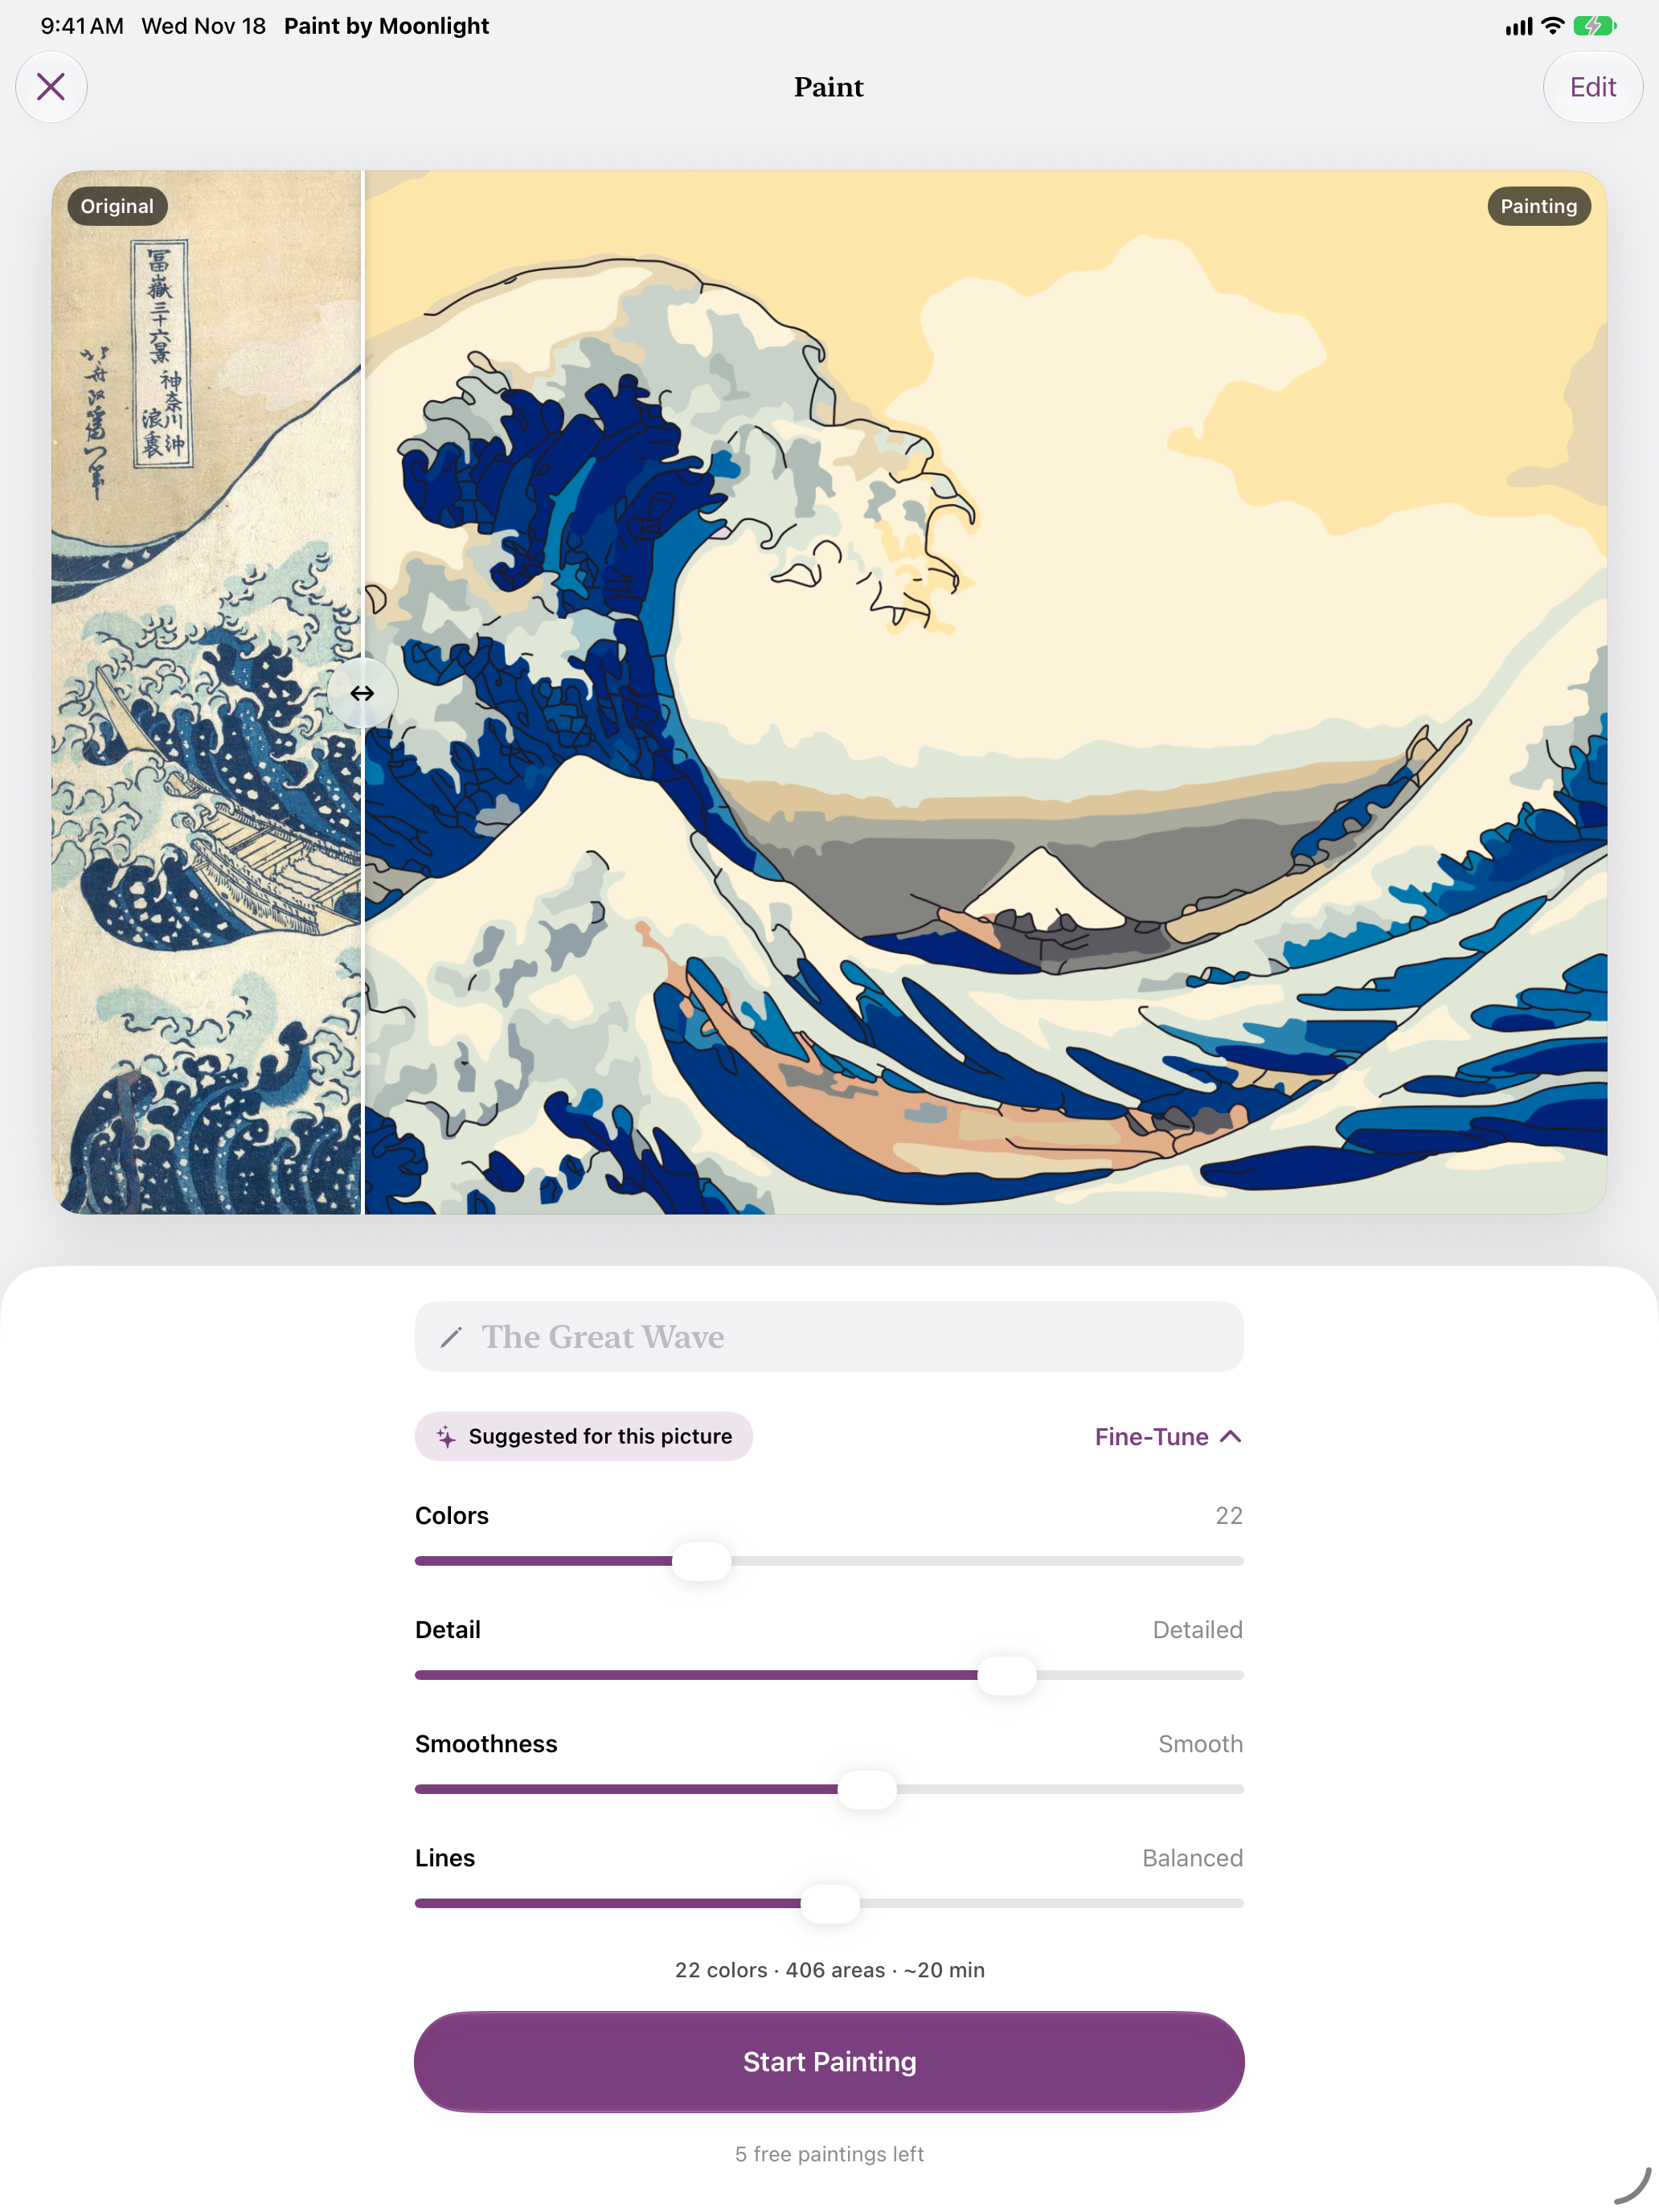 9:41 AM Wed Nov 18 Paint by Moonlight
Paint
Edit
Original
Painting
冨嶽三十六景
神奈川沖
浪裏
The Great Wave
Suggested for this picture
Fine-Tune
Colors
22
Detail
Detailed
Smoothness
Smooth
Lines
Balanced
22 colors · 406 areas · ~20 min
Start Painting
5 free paintings left